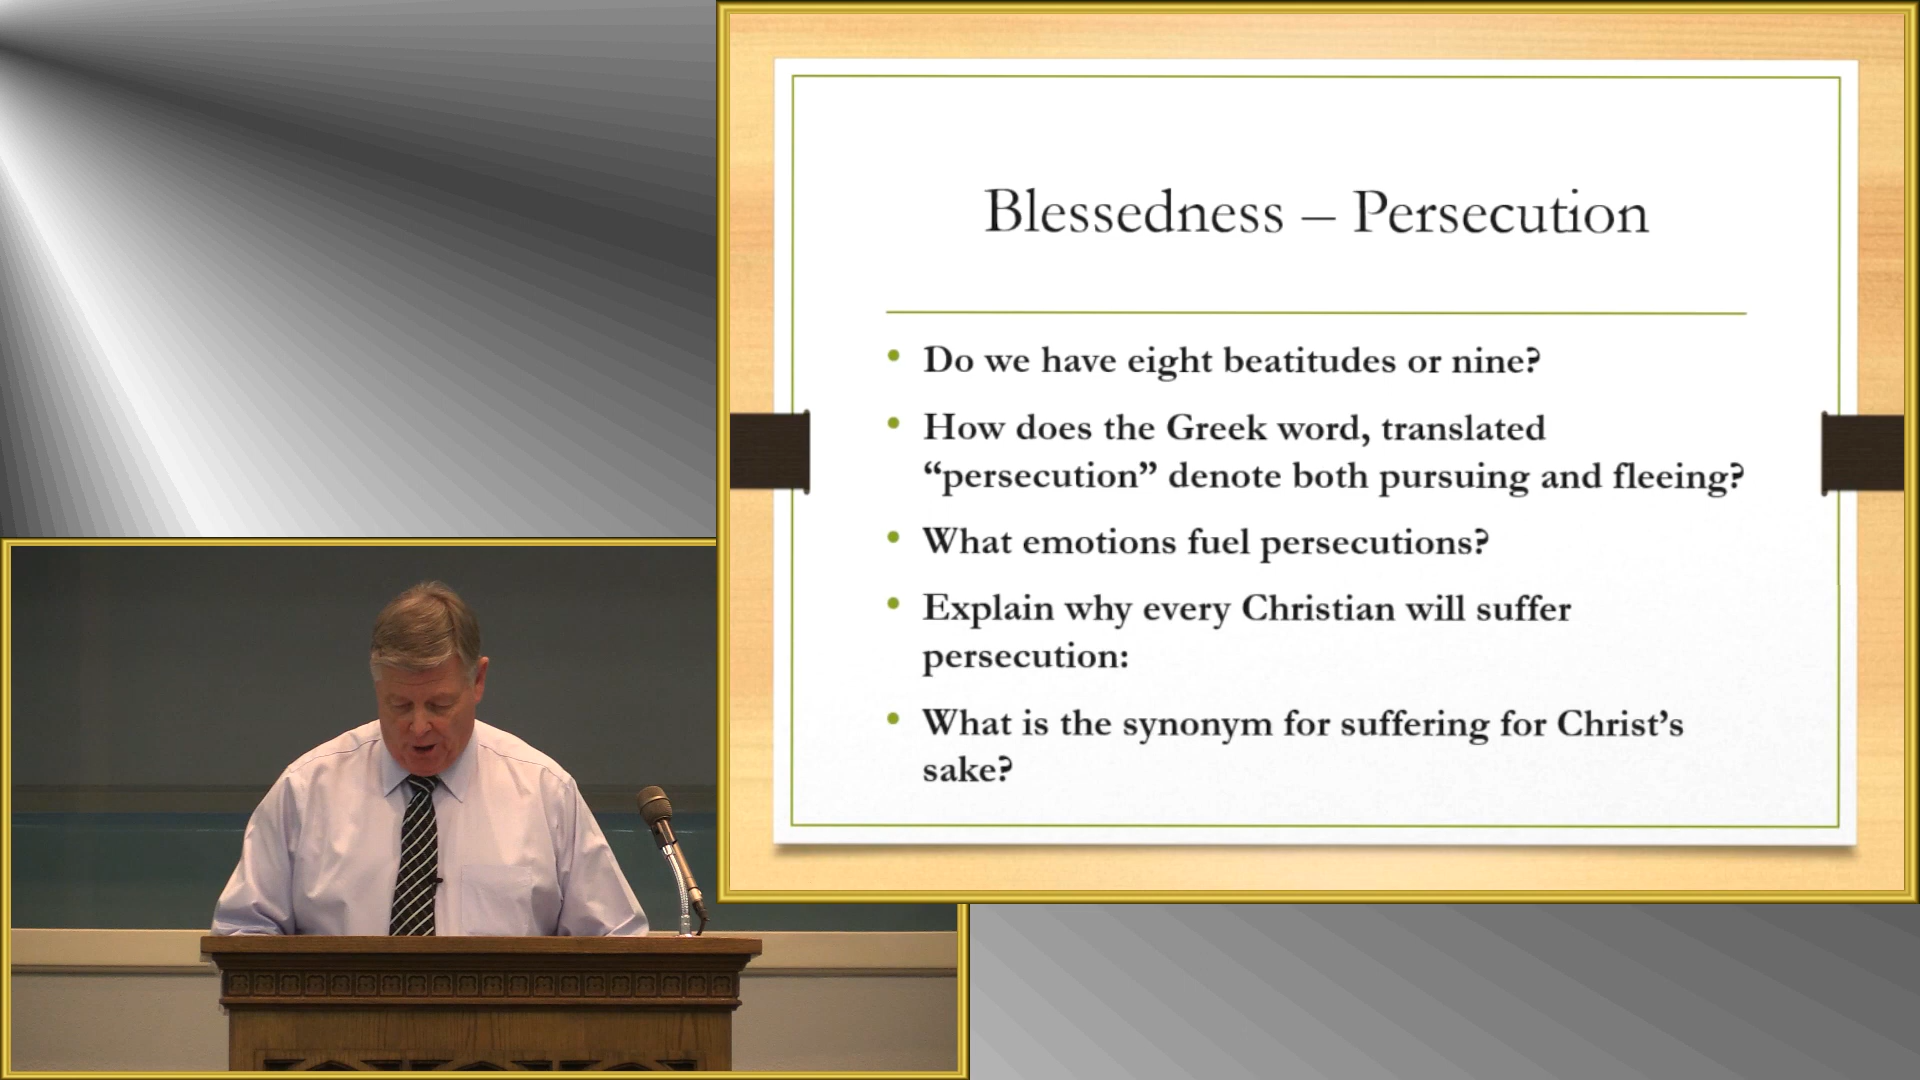 Blessedness – Persecution
• Do we have eight beatitudes or nine?
• How does the Greek word, translated
“persecution” denote both pursuing and fleeing?
• What emotions fuel persecutions?
• Explain why every Christian will suffer
persecution:
• What is the synonym for suffering for Christ’s
sake?